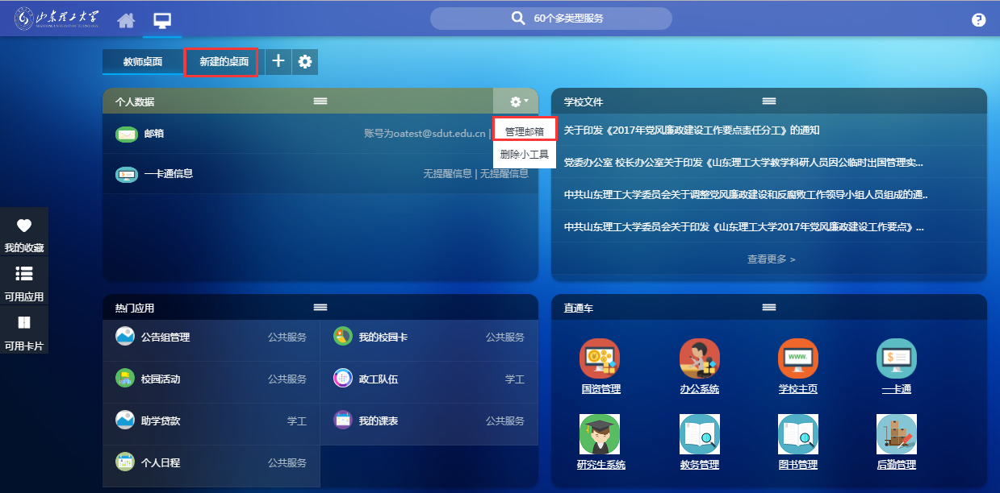 山东理工大学
SHANDONG UNIVERSITY OF TECHNOLOGY
60个多类型服务
教师桌面
新建的桌面
个人数据
邮箱
账号为oatest@sdut.edu.cn |
管理邮箱
删除小工具
一卡通信息
无提醒信息 | 无提醒信息
学校文件
关于印发《2017年党风廉政建设工作要点责任分工》的通知
党委办公室 校长办公室关于印发《山东理工大学教学科研人员因公临时出国管理实...
中共山东理工大学委员会关于调整党风廉政建设和反腐败工作领导小组人员组成的通..
中共山东理工大学委员会关于印发《山东理工大学2017年党风廉政建设工作要点》...
查看更多 >
我的收藏
可用应用
可用卡片
热门应用
公告组管理 公共服务
我的校园卡 公共服务
校园活动 公共服务
政工队伍 学工
助学贷款 学工
我的课表 公共服务
个人日程 公共服务
直通车
www.
国资管理
办公系统
学校主页
一卡通
研究生系统
教务管理
图书管理
后勤管理